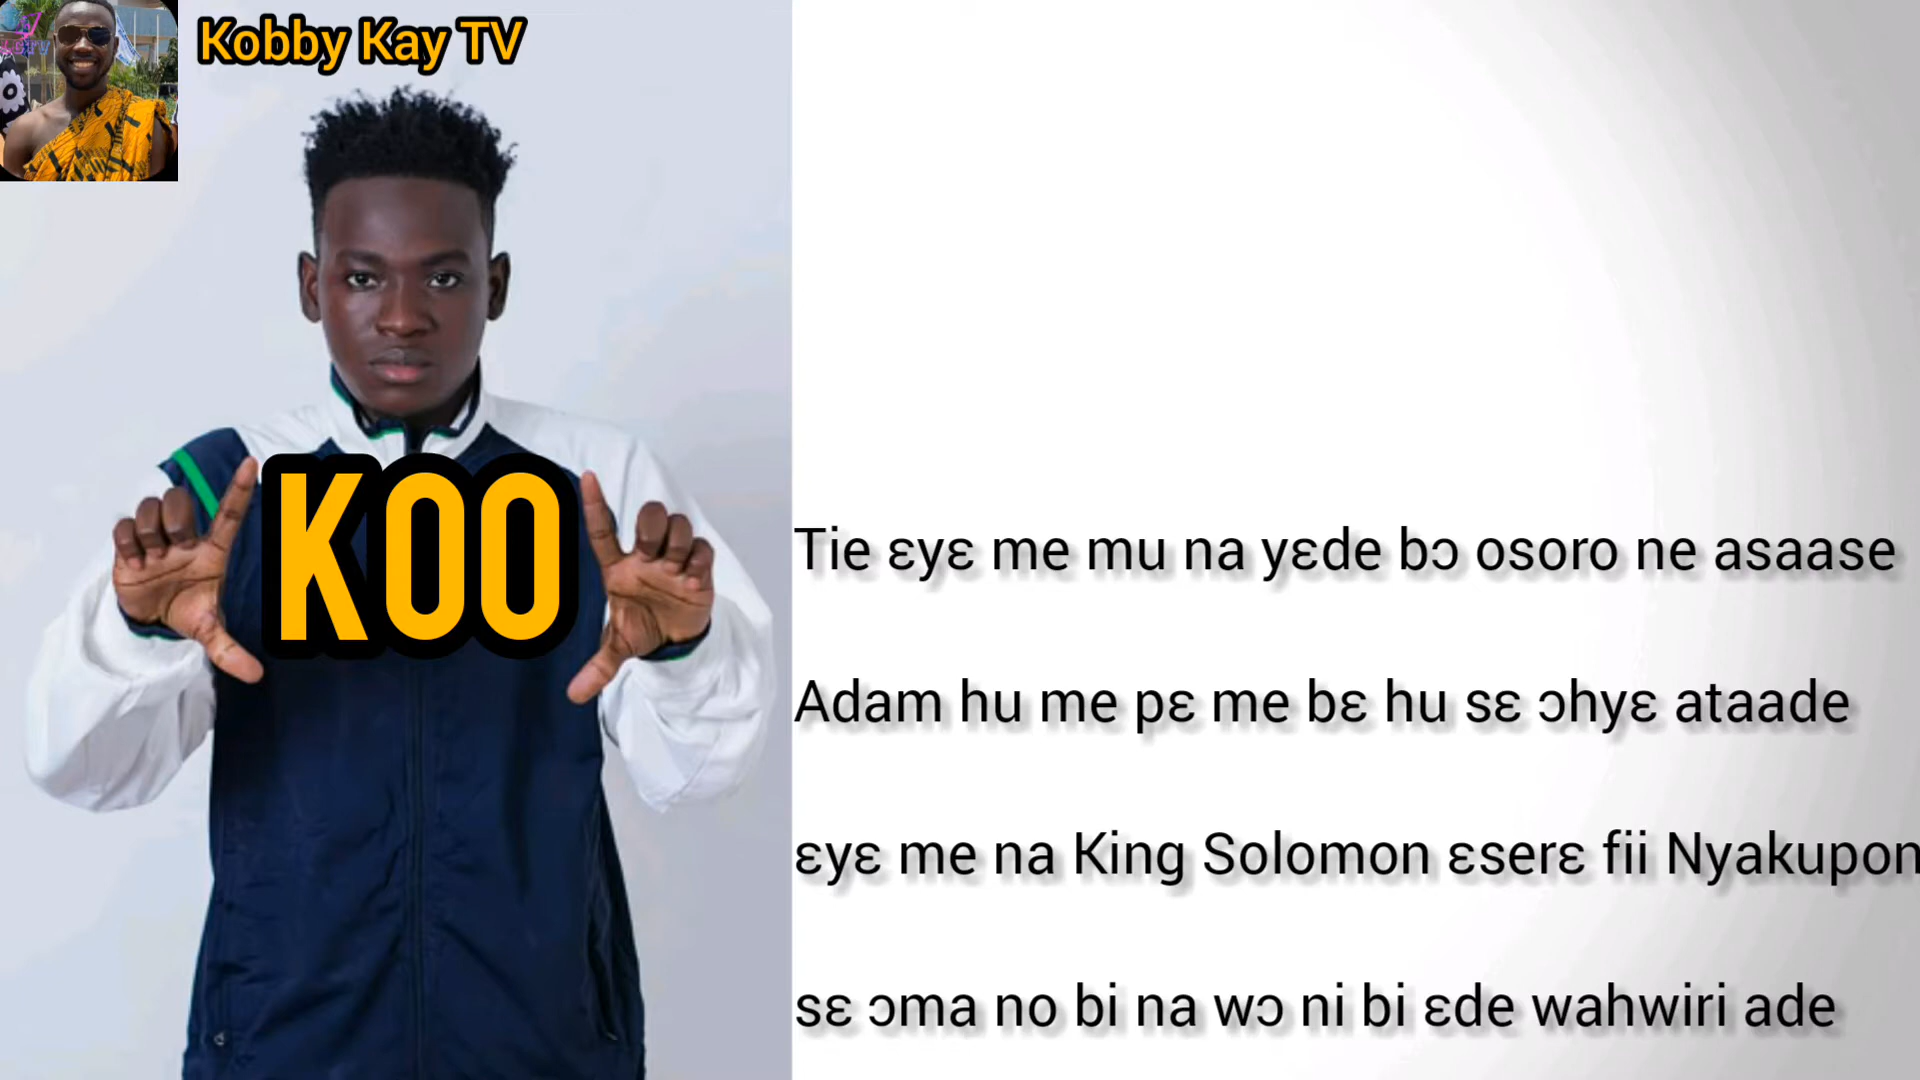 Kobby Kay TV
KOO
Tie ɛyɛ me mu na yɛde bɔ osoro ne asaase
Adam hu me pɛ me bɛ hu sɛ ɔhyɛ ataade
ɛyɛ me na King Solomon ɛserɛ fii Nyakupon
sɛ ɔma no bi na wɔ ni bi ɛde wahwiri ade